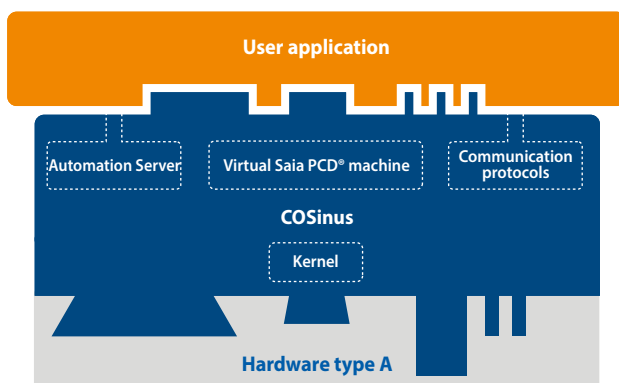 User application
Automation Server
Virtual Saia PCD® machine
Communication
protocols
COSinus
Kernel
Hardware type A